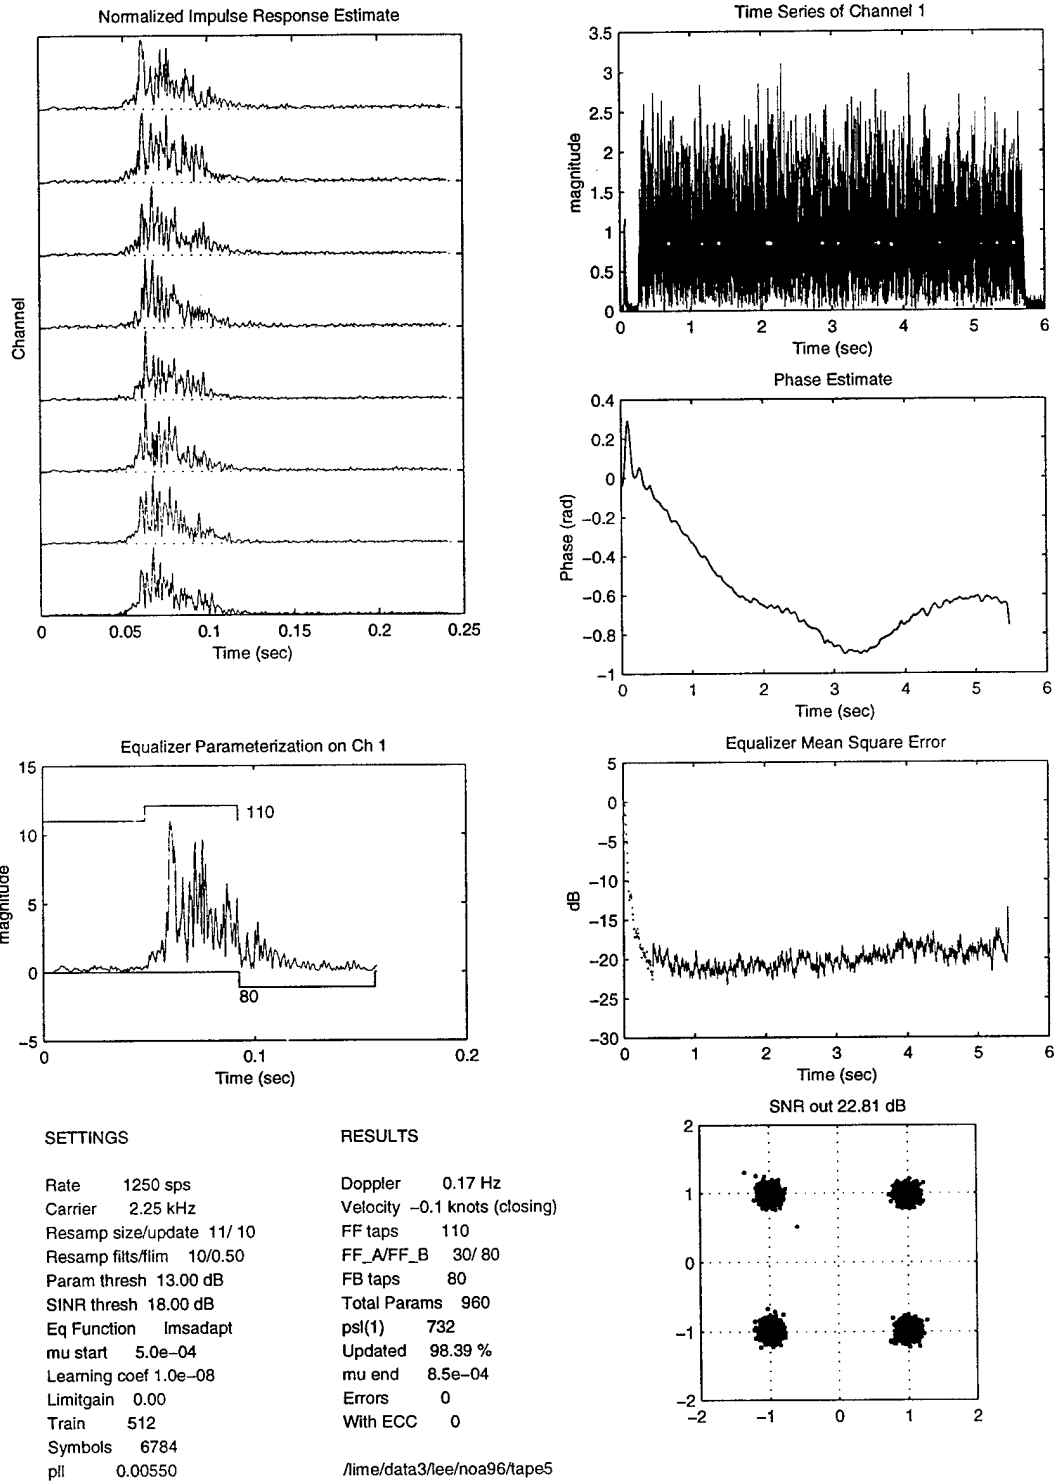 Normalized Impulse Response Estimate
Channel
0 0.05 0.1 0.15 0.2 0.25
Time (sec)
Time Series of Channel 1
3.5
3
2.5
2
1.5
1
0.5
0
magnitude
0 1 2 3 4 5 6
Time (sec)
Phase Estimate
0.4
0.2
0
−0.2
−0.4
−0.6
−0.8
−1
Phase (rad)
0 1 2 3 4 5 6
Time (sec)
Equalizer Parameterization on Ch 1
15
10
5
0
−5
magnitude
110
80
0 0.1 0.2
Time (sec)
Equalizer Mean Square Error
5
0
−5
−10
−15
−20
−25
−30
dB
0 1 2 3 4 5 6
Time (sec)
SETTINGS
Rate 1250 sps
Carrier 2.25 kHz
Resamp size/update 11/ 10
Resamp filts/flim 10/0.50
Param thresh 13.00 dB
SINR thresh 18.00 dB
Eq Function lmsadapt
mu start 5.0e−04
Learning coef 1.0e−08
Limitgain 0.00
Train 512
Symbols 6784
pll 0.00550
RESULTS
Doppler 0.17 Hz
Velocity −0.1 knots (closing)
FF taps 110
FF_A/FF_B 30/ 80
FB taps 80
Total Params 960
psl(1) 732
Updated 98.39 %
mu end 8.5e−04
Errors 0
With ECC 0
/lime/data3/lee/noa96/tape5
SNR out 22.81 dB
2
1
0
−1
−2
−2 −1 0 1 2